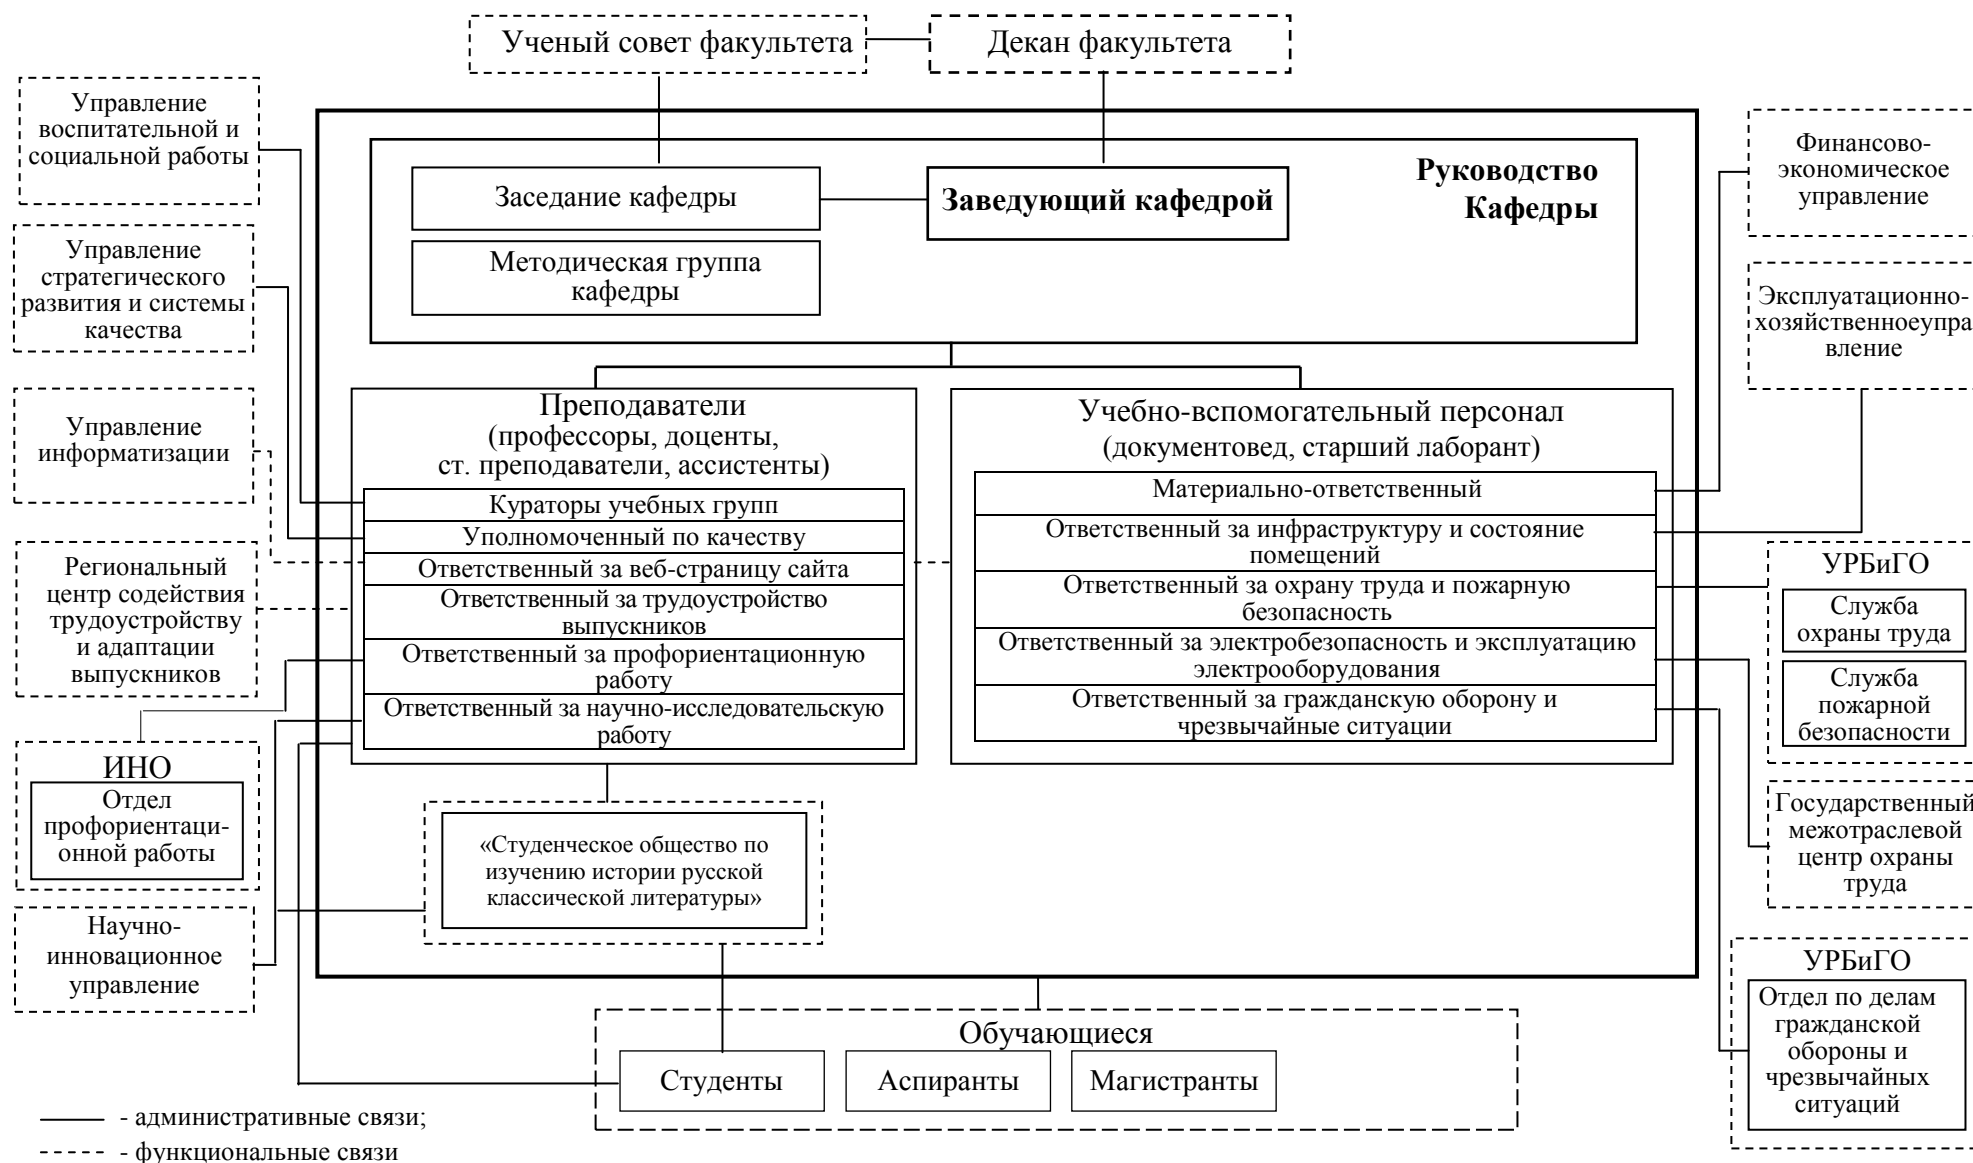 Ученый совет факультета
Декан факультета
Управление
воспитательной и
социальной работы
Управление
стратегического
развития и системы
качества
Управление
информатизации
Региональный
центр содействия
трудоустройству
и адаптации
выпускников
ИНО
Отдел
профориентаци-
онной работы
Научно-
инновационное
управление
Руководство
Кафедры
Заседание кафедры
Заведующий кафедрой
Методическая группа
кафедры
Преподаватели
(профессоры, доценты,
ст. преподаватели, ассистенты)
Кураторы учебных групп
Уполномоченный по качеству
Ответственный за веб-страницу сайта
Ответственный за трудоустройство
выпускников
Ответственный за профориентационную
работу
Ответственный за научно-исследовательскую
работу
Учебно-вспомогательный персонал
(документовед, старший лаборант)
Материально-ответственный
Ответственный за инфраструктуру и состояние
помещений
Ответственный за охрану труда и пожарную
безопасность
Ответственный за электробезопасность и эксплуатацию
электрооборудования
Ответственный за гражданскую оборону и
чрезвычайные ситуации
«Студенческое общество по
изучению истории русской
классической литературы»
Финансово-
экономическое
управление
Эксплуатационно-
хозяйственноеупра
вление
УРБиГО
Служба
охраны труда
Служба
пожарной
безопасности
Государственный
межотраслевой
центр охраны
труда
УРБиГО
Отдел по делам
гражданской
обороны и
чрезвычайных
ситуаций
Обучающиеся
Студенты
Аспиранты
Магистранты
- административные связи;
- функциональные связи